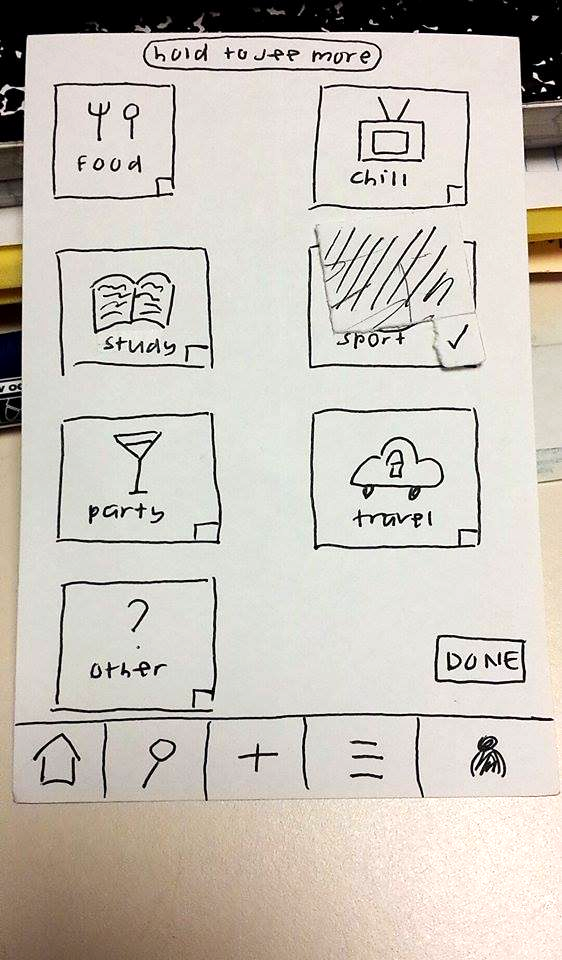 hold to see more
Food
chill
study
sport
party
travel
?
other
DONE